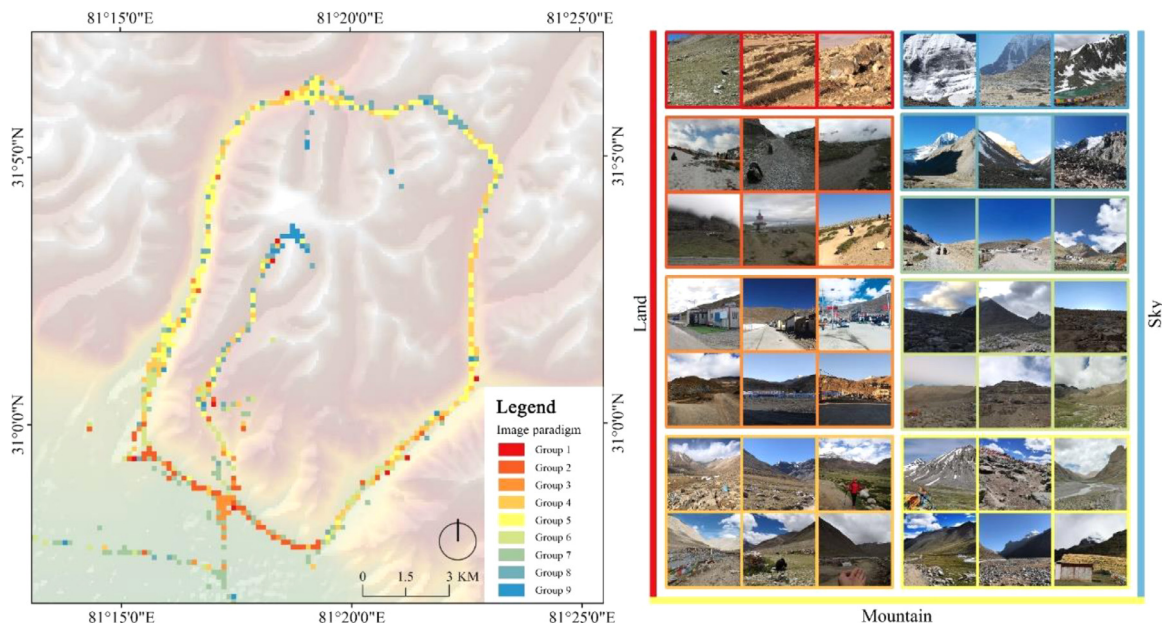 81°15'0"E 81°20'0"E 81°25'0"E
31°5'0"N
31°0'0"N
31°5'0"N
31°0'0"N
Legend
Image paradigm
Group 1
Group 2
Group 3
Group 4
Group 5
Group 6
Group 7
Group 8
Group 9
0 1.5 3 KM
81°15'0"E 81°20'0"E 81°25'0"E
Land
Sky
Mountain